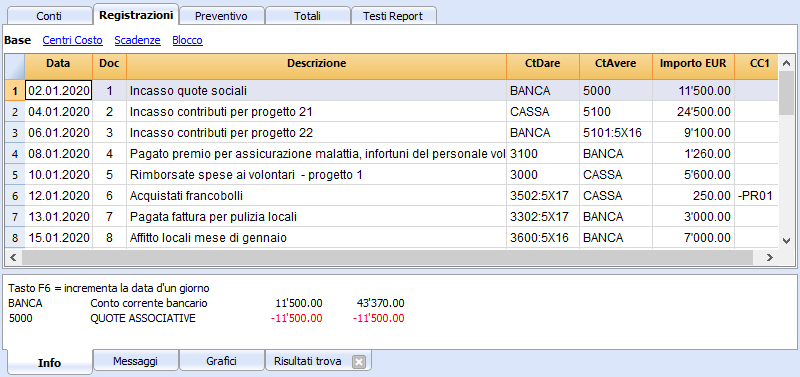 Conti Registrazioni Preventivo Totali Testi Report
Base Centri Costo Scadenze Blocco
Data Doc Descrizione CtDare CtAvere Importo EUR CC1
1 02.01.2020 1 Incasso quote sociali BANCA 5000 11'500.00
2 04.01.2020 2 Incasso contributi per progetto 21 CASSA 5100 24'500.00
3 06.01.2020 3 Incasso contributi per progetto 22 BANCA 5101:5X16 9'100.00
4 08.01.2020 4 Pagato premio per assicurazione malattia, infortuni del personale vol 3100 BANCA 1'260.00
5 10.01.2020 5 Rimborsate spese ai volontari - progetto 1 3000 CASSA 5'600.00
6 12.01.2020 6 Acquistati francobolli 3502:5X17 CASSA 250.00 -PR01
7 13.01.2020 7 Pagata fattura per pulizia locali 3302:5X17 BANCA 3'000.00
8 15.01.2020 8 Affitto locali mese di gennaio 3600:5X16 BANCA 7'000.00
Tasto F6 = incrementa la data d'un giorno
BANCA Conto corrente bancario 11'500.00 43'370.00
5000 QUOTE ASSOCIATIVE -11'500.00 -11'500.00
Info Messaggi Grafici Risultati trova